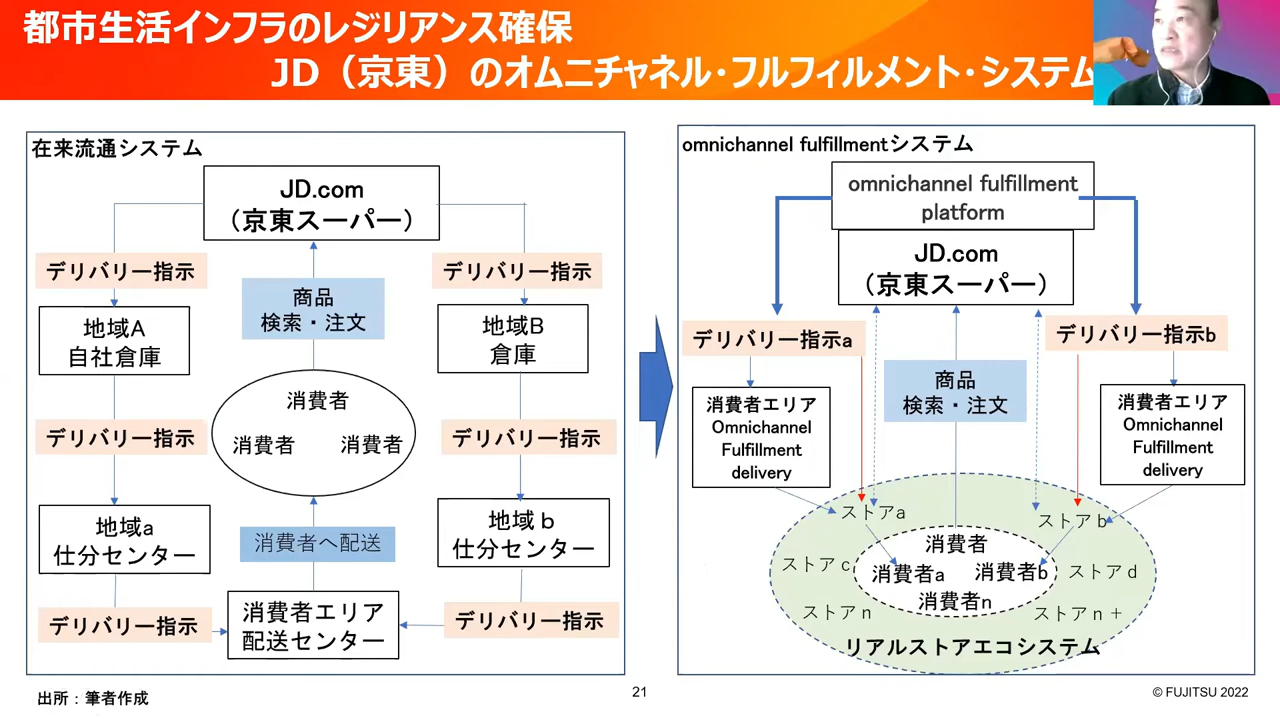 都市生活インフラのレジリアンス確保
JD（京東）のオムニチャネル・フルフィルメント・システム
在来流通システム
JD.com
（京東スーパー）
デリバリー指示
デリバリー指示
商品
検索・注文
地域A
自社倉庫
地域B
倉庫
消費者
消費者
消費者
デリバリー指示
デリバリー指示
地域a
仕分センター
地域ｂ
仕分センター
消費者へ配送
デリバリー指示
消費者エリア
配送センター
デリバリー指示
omnichannel fulfillmentシステム
omnichannel fulfillment
platform
JD.com
（京東スーパー）
デリバリー指示a
デリバリー指示b
商品
検索・注文
消費者エリア
Omnichannel
Fulfillment
delivery
消費者エリア
Omnichannel
Fulfillment
delivery
ストアa
ストアb
消費者
ストアc
消費者a
消費者b
ストアd
消費者n
ストアn
ストアn＋
リアルストアエコシステム
出所：筆者作成
21
© FUJITSU 2022